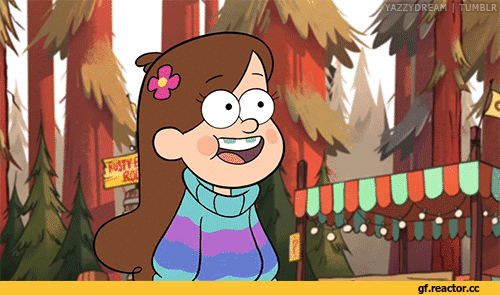 YAZZYDREAM | TUMBLR
?
gf.reactor.cc